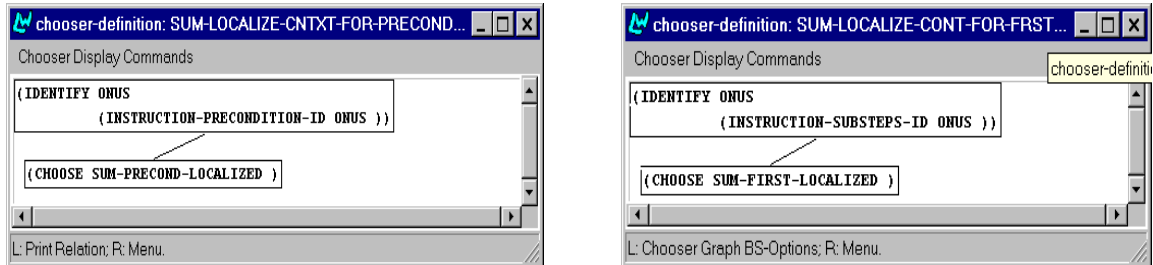 chooser-definition: SUM-LOCALIZE-CNTXT-FOR-PRECOND...
Chooser Display Commands
(IDENTIFY ONUS
(INSTRUCTION-PRECONDITION-ID ONUS ))
(CHOOSE SUM-PRECOND-LOCALIZED )
L: Print Relation; R: Menu.
chooser-definition: SUM-LOCALIZE-CONT-FOR-FRST...
Chooser Display Commands
chooser-definiti
(IDENTIFY ONUS
(INSTRUCTION-SUBSTEPS-ID ONUS ))
(CHOOSE SUM-FIRST-LOCALIZED )
L: Chooser Graph BS-Options; R: Menu.